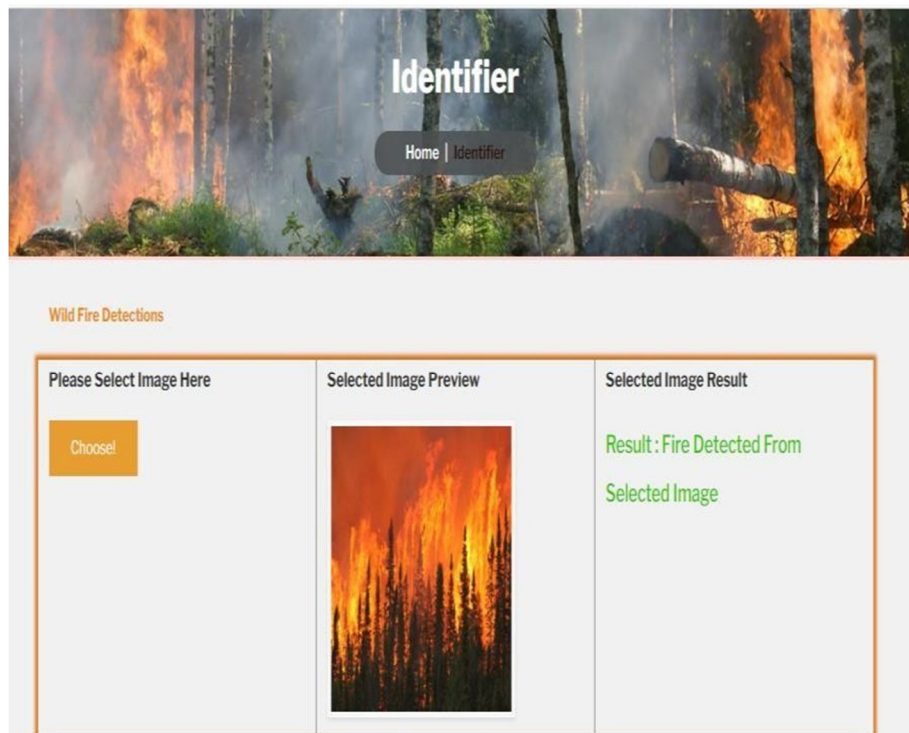 Identifier
Home | Identifier
Wild Fire Detections
Please Select Image Here
Choose!
Selected Image Preview
Selected Image Result
Result : Fire Detected From
Selected Image